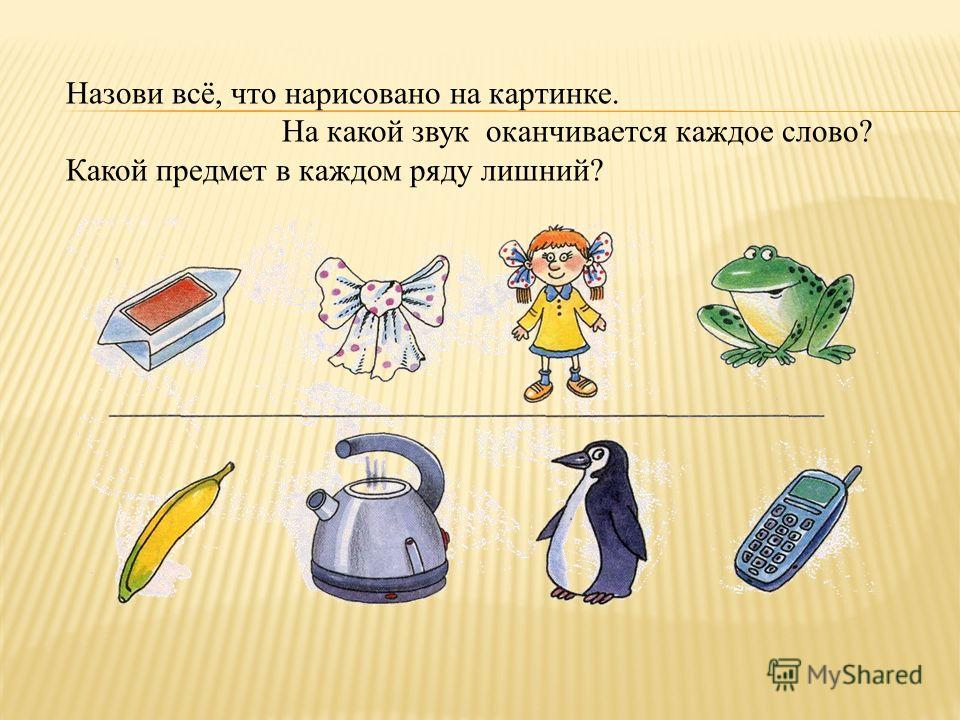 Назови всё, что нарисовано на картинке.
На какой звук оканчивается каждое слово?
Какой предмет в каждом ряду лишний?
MyShared